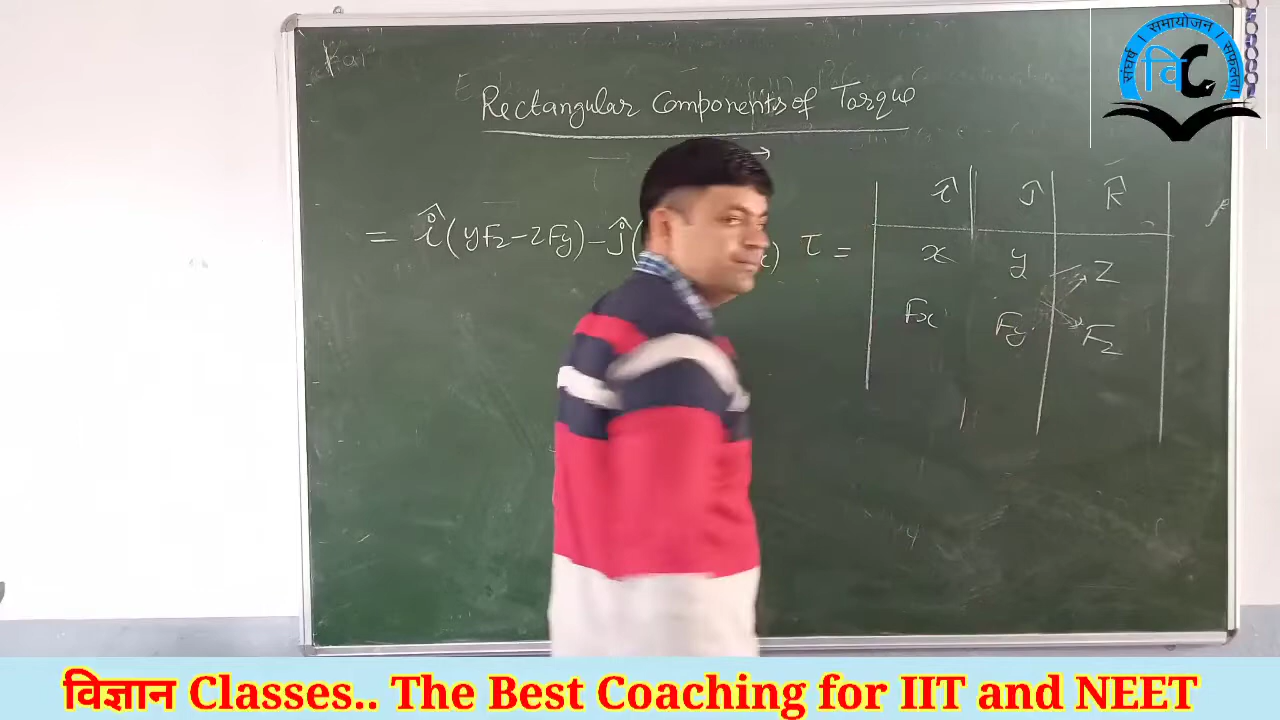 Rectangular Components of Torque
î ĵ k̂
= î(yFz-zFy)-ĵ( x) τ = x y z
Fx Fy Fz
संघर्ष । समायोजन । सफलता
वि C
विज्ञान Classes.. The Best Coaching for IIT and NEET